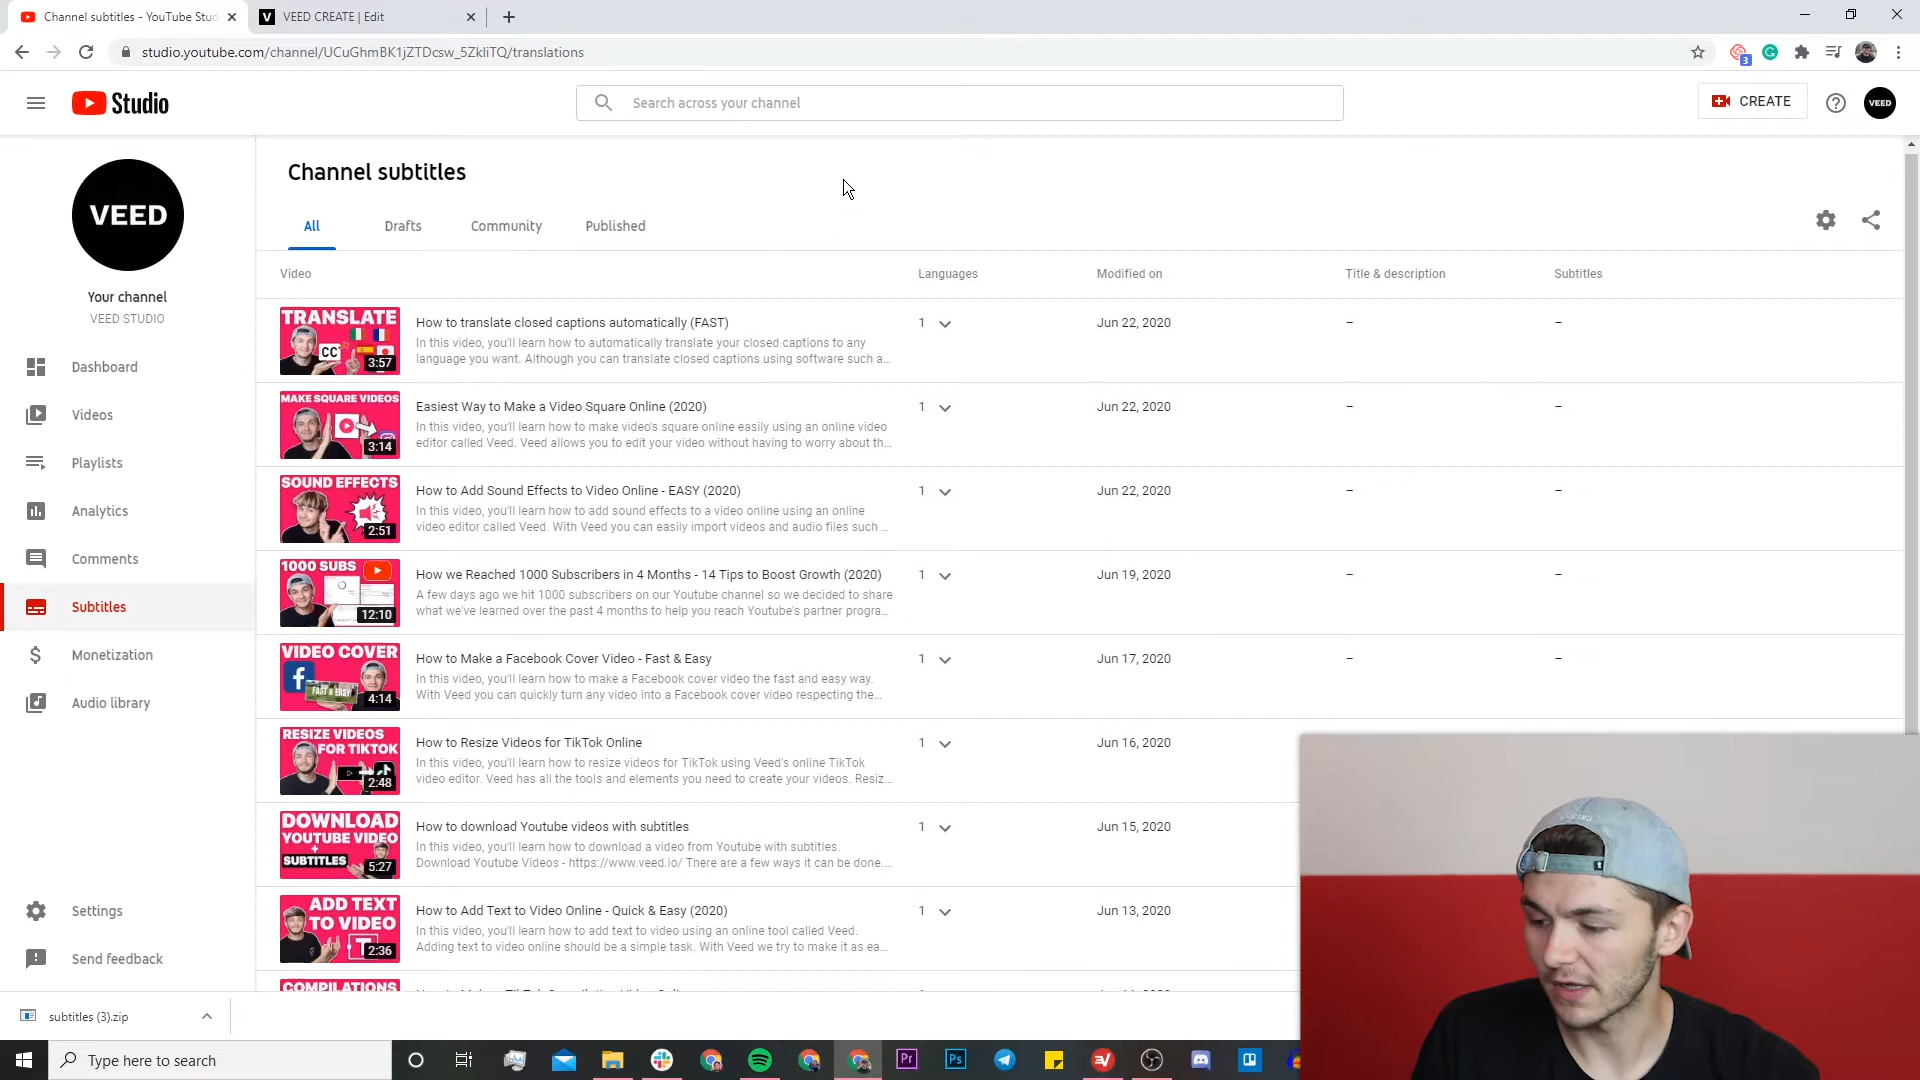 Channel subtitles - YouTube Stud
VEED CREATE | Edit
studio.youtube.com/channel/UCuGhmBK1jZTDcsw_5ZkIiTQ/translations
3
Studio
Search across your channel
CREATE
VEED
VEED
Your channel
VEED STUDIO
Dashboard
Videos
Playlists
Analytics
Comments
Subtitles
Monetization
Audio library
Settings
Send feedback
Channel subtitles
All
Drafts
Community
Published
Video
Languages
Modified on
Title & description
Subtitles
TRANSLATE
CC
3:57
How to translate closed captions automatically (FAST)
In this video, you'll learn how to automatically translate your closed captions to any
language you want. Although you can translate closed captions using software such a...
1
Jun 22, 2020
–
–
MAKE SQUARE VIDEOS
3:14
Easiest Way to Make a Video Square Online (2020)
In this video, you'll learn how to make video's square online easily using an online video
editor called Veed. Veed allows you to edit your video without having to worry about th...
1
Jun 22, 2020
–
–
SOUND EFFECTS
2:51
How to Add Sound Effects to Video Online - EASY (2020)
In this video, you'll learn how to add sound effects to a video online using an online
video editor called Veed. With Veed you can easily import videos and audio files such ...
1
Jun 22, 2020
–
–
1000 SUBS
12:10
How we Reached 1000 Subscribers in 4 Months - 14 Tips to Boost Growth (2020)
A few days ago we hit 1000 subscribers on our Youtube channel so we decided to share
what we've learned over the past 4 months to help you reach Youtube's partner progra...
1
Jun 19, 2020
–
–
VIDEO COVER
FAST & EASY
4:14
How to Make a Facebook Cover Video - Fast & Easy
In this video, you'll learn how to make a Facebook cover video the fast and easy way.
With Veed you can quickly turn any video into a Facebook cover video respecting the...
1
Jun 17, 2020
–
–
RESIZE VIDEOS
FOR TIKTOK
2:48
How to Resize Videos for TikTok Online
In this video, you'll learn how to resize videos for TikTok using Veed's online TikTok
video editor. Veed has all the tools and elements you need to create your videos. Resiz...
1
Jun 16, 2020
DOWNLOAD
YOUTUBE VIDEO
+
SUBTITLES
5:27
How to download Youtube videos with subtitles
In this video, you'll learn how to download a video from Youtube with subtitles.
Download Youtube Videos - https://www.veed.io/ There are a few ways it can be done....
1
Jun 15, 2020
ADD TEXT
TO VIDEO
T
2:36
How to Add Text to Video Online - Quick & Easy (2020)
In this video, you'll learn how to add text to video using an online tool called Veed.
Adding text to video online should be a simple task. With Veed we try to make it as ea...
1
Jun 13, 2020
COMPILATIONS
subtitles (3).zip
Type here to search
Pr
Ps